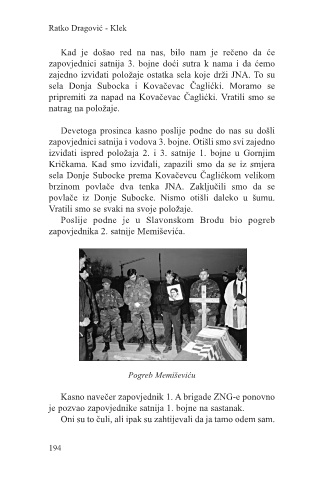 Ratko Dragović - Klek
Kad je došao red na nas, bilo nam je rečeno da će
zapovjednici satnija 3. bojne doći sutra k nama i da ćemo
zajedno izviđati položaje ostatka sela koje drži JNA. To su
sela Donja Subocka i Kovačevac Čaglićki. Moramo se
pripremiti za napad na Kovačevac Čaglićki. Vratili smo se
natrag na položaje.
Devetoga prosinca kasno poslije podne do nas su došli
zapovjednici satnija i vodova 3. bojne. Otišli smo svi zajedno
izviđati ispred položaja 2. i 3. satnije 1. bojne u Gornjim
Kričkama. Kad smo izviđali, zapazili smo da se iz smjera
sela Donje Subocke prema Kovačevcu Čaglićkom velikom
brzinom povlače dva tenka JNA. Zaključili smo da se
povlače iz Donje Subocke. Nismo otišli daleko u šumu.
Vratili smo se svaki na svoje položaje.
Poslije podne je u Slavonskom Brodu bio pogreb
zapovjednika 2. satnije Memiševića.
Pogreb Memiševiću
Kasno navečer zapovjednik 1. A brigade ZNG-e ponovno
je pozvao zapovjednike satnija 1. bojne na sastanak.
Oni su to čuli, ali ipak su zahtijevali da ja tamo odem sam.
194